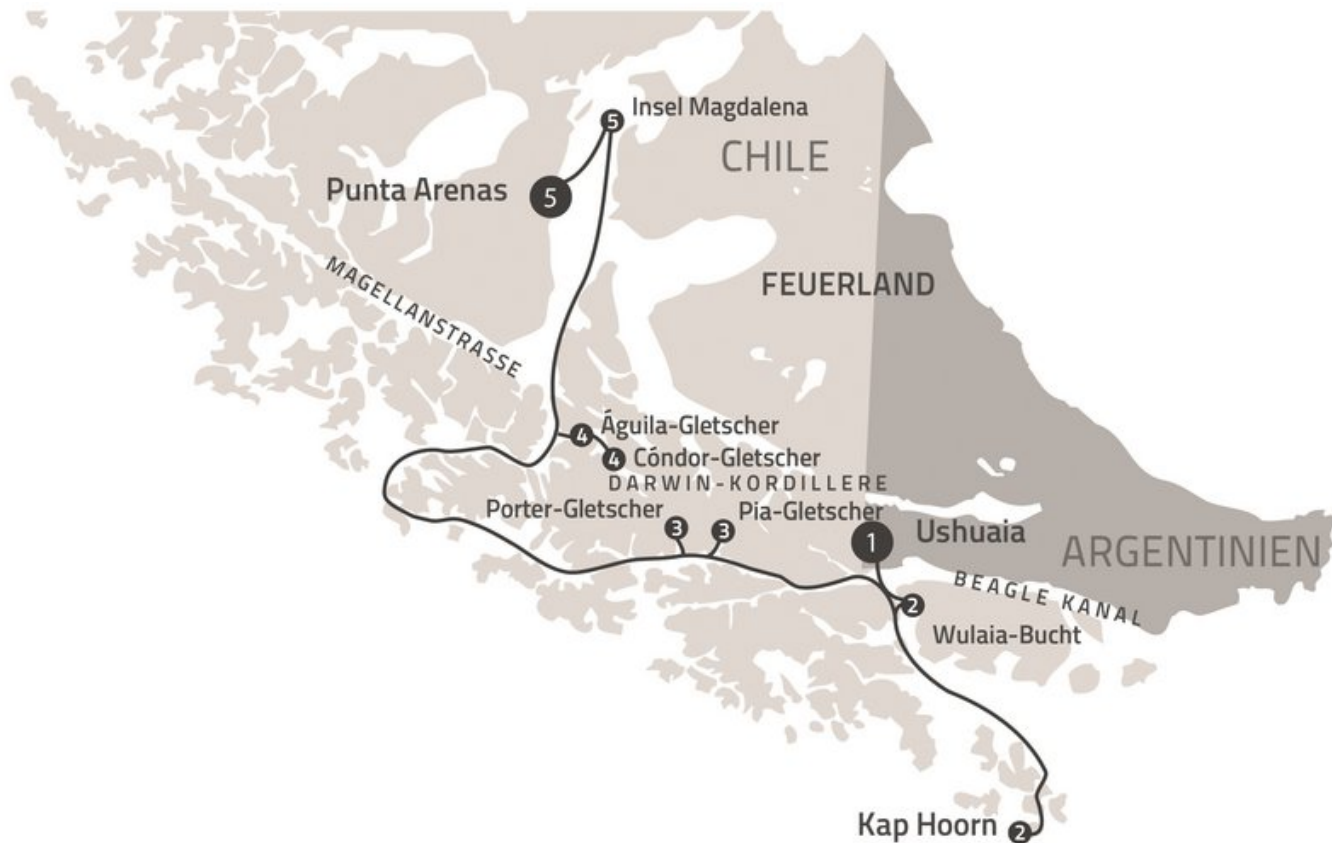 Insel Magdalena
5
CHILE
Punta Arenas
5
MAGELLANSTRASSE
FEUERLAND
4
Águila-Gletscher
4
Cóndor-Gletscher
DARWIN-KORDILLERE
Porter-Gletscher
Pia-Gletscher
3
3
1
Ushuaia
ARGENTINIEN
BEAGLE KANAL
2
Wulaia-Bucht
Kap Hoorn
2